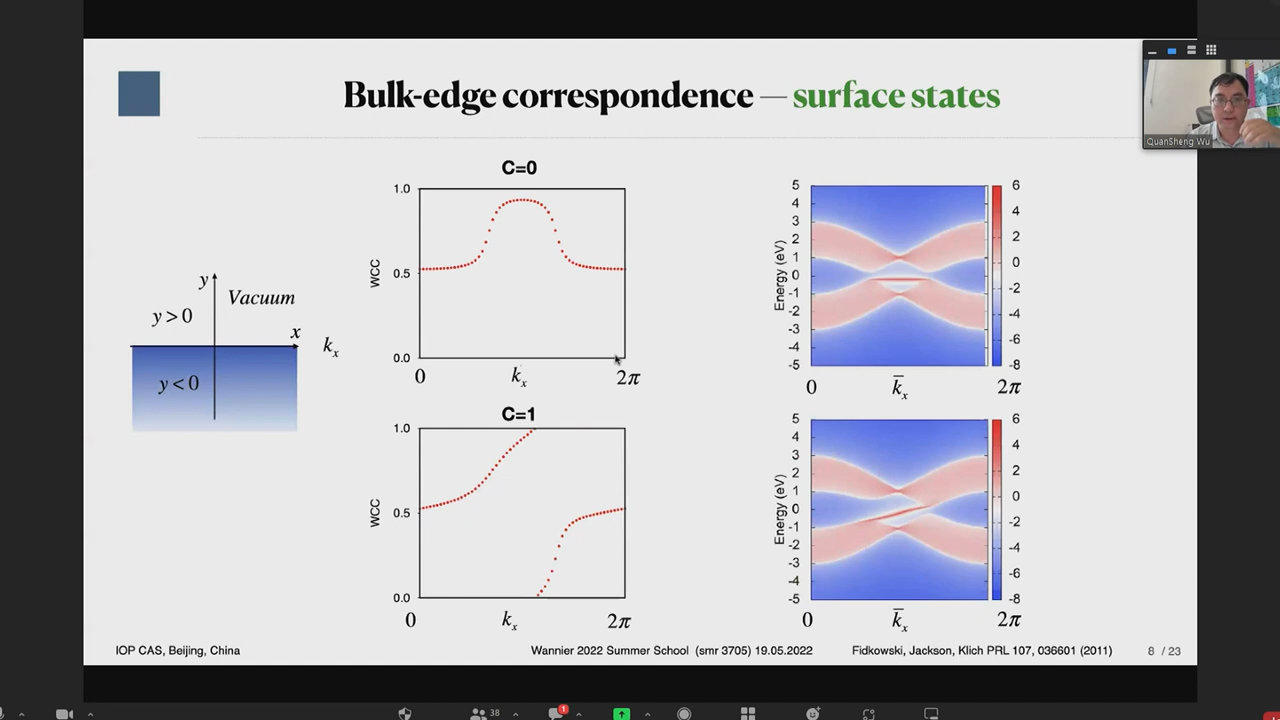 Bulk-edge correspondence — surface states
QuanSheng Wu
y
Vacuum
y > 0
x
k_x
y < 0
C=0
1.0
0.5
0.0
WCC
0
k_x
2π
C=1
1.0
0.5
0.0
WCC
0
k_x
2π
5
4
3
2
1
0
-1
-2
-3
-4
-5
Energy (eV)
6
4
2
0
-2
-4
-6
-8
0
k̄_x
2π
5
4
3
2
1
0
-1
-2
-3
-4
-5
Energy (eV)
6
4
2
0
-2
-4
-6
-8
0
k̄_x
2π
IOP CAS, Beijing, China
Wannier 2022 Summer School (smr 3705) 19.05.2022
Fidkowski, Jackson, Klich PRL 107, 036601 (2011)
8 / 23
38
1